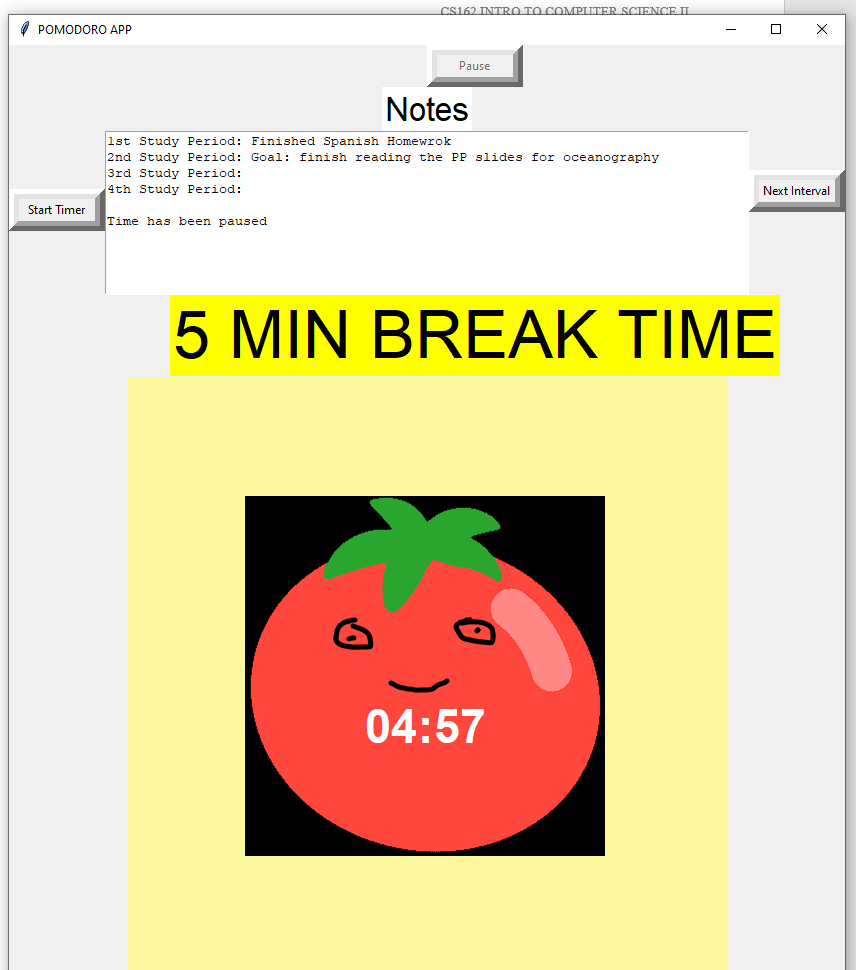 CS162 INTRO TO COMPUTER SCIENCE II
POMODORO APP
Pause
Notes
1st Study Period: Finished Spanish Homewrok
2nd Study Period: Goal: finish reading the PP slides for oceanography
3rd Study Period:
4th Study Period:
Time has been paused
Start Timer
Next Interval
5 MIN BREAK TIME
04:57